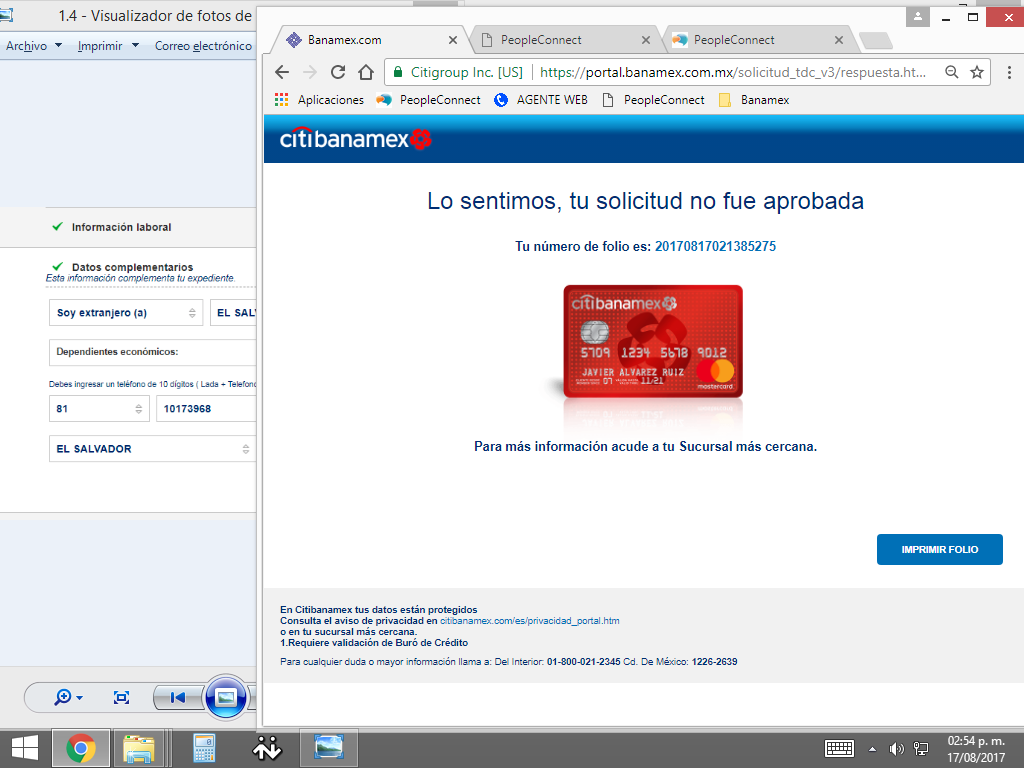 1.4 - Visualizador de fotos de
Archivo Imprimir Correo electrónico
Información laboral
Datos complementarios
Esta información complementa tu expediente.
Soy extranjero (a) EL SAL
Dependientes económicos:
Debes ingresar un teléfono de 10 dígitos ( Lada + Telefono
81 10173968
EL SALVADOR
Banamex.com PeopleConnect PeopleConnect
Citigroup Inc. [US] https://portal.banamex.com.mx/solicitud_tdc_v3/respuesta.ht...
Aplicaciones PeopleConnect AGENTE WEB PeopleConnect Banamex
citibanamex
Lo sentimos, tu solicitud no fue aprobada
Tu número de folio es: 20170817021385275
citibanamex
5709 1234 5678 9012
07 11/21
JAVIER ALVAREZ RUIZ
mastercard
Para más información acude a tu Sucursal más cercana.
IMPRIMIR FOLIO
En Citibanamex tus datos están protegidos
Consulta el aviso de privacidad en citibanamex.com/es/privacidad_portal.htm
o en tu sucursal más cercana.
1.Requiere validación de Buró de Crédito
Para cualquier duda o mayor información llama a: Del Interior: 01-800-021-2345 Cd. De México: 1226-2639
02:54 p. m.
17/08/2017